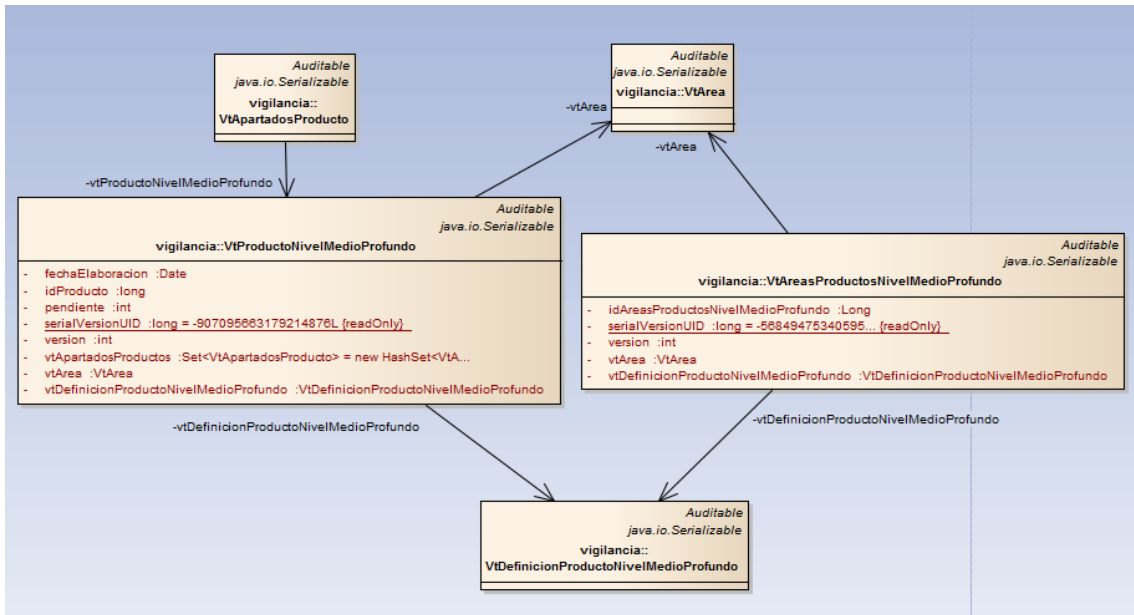 Auditable
java.io.Serializable
vigilancia::
VtApartadosProducto
Auditable
java.io.Serializable
vigilancia::VtArea
-vtArea
-vtArea
-vtProductoNivelMedioProfundo
Auditable
java.io.Serializable
vigilancia::VtProductoNivelMedioProfundo
- fechaElaboracion :Date
- idProducto :long
- pendiente :int
- serialVersionUID :long = -907095663179214876L {readOnly}
- version :int
- vtApartadosProductos :Set<VtApartadosProducto> = new HashSet<VtA...
- vtArea :VtArea
- vtDefinicionProductoNivelMedioProfundo :VtDefinicionProductoNivelMedioProfundo
Auditable
java.io.Serializable
vigilancia::VtAreasProductosNivelMedioProfundo
- idAreasProductosNivelMedioProfundo :Long
- serialVersionUID :long = -56849475340595... {readOnly}
- version :int
- vtArea :VtArea
- vtDefinicionProductoNivelMedioProfundo :VtDefinicionProductoNivelMedioProfundo
-vtDefinicionProductoNivelMedioProfundo
-vtDefinicionProductoNivelMedioProfundo
Auditable
java.io.Serializable
vigilancia::
VtDefinicionProductoNivelMedioProfundo